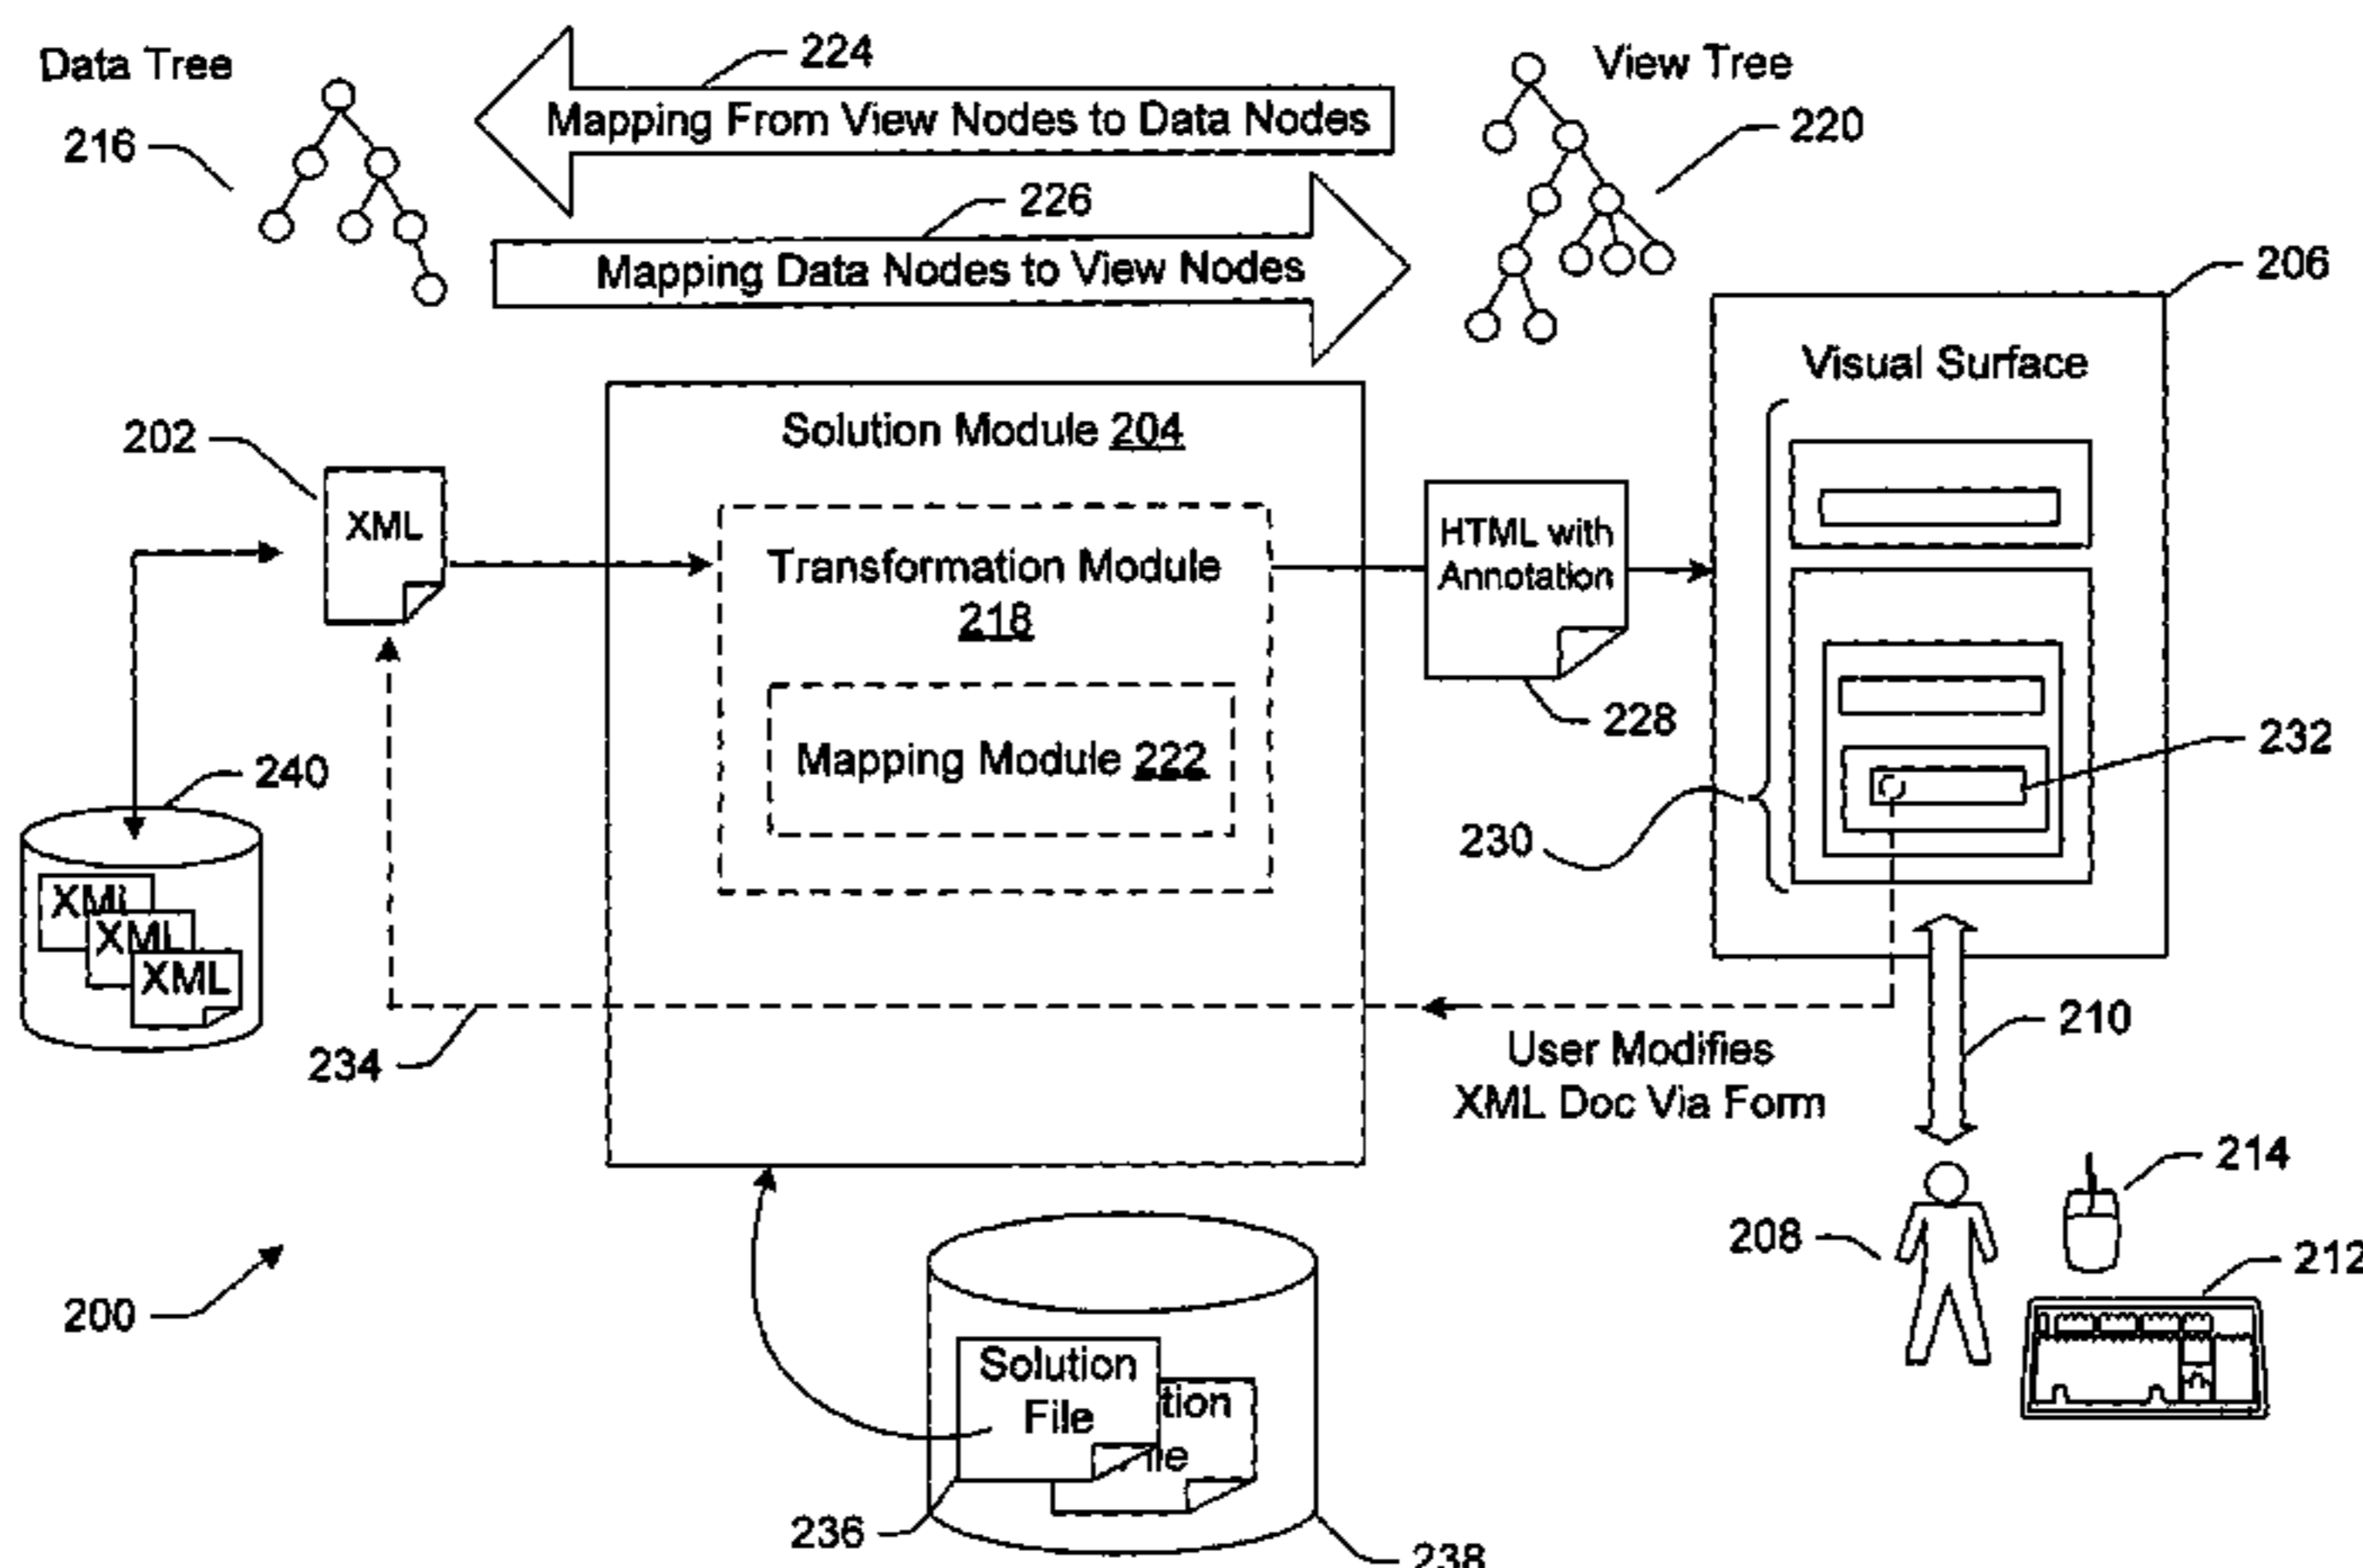 Data Tree
224
View Tree
Mapping From View Nodes to Data Nodes
216
220
226
Mapping Data Nodes to View Nodes
206
Visual Surface
202
Solution Module 204
XML
HTML with
Annotation
Transformation Module
218
228
Mapping Module 222
232
240
230
XML
XML
XML
234
210
User Modifies
XML Doc Via Form
214
208
212
200
Solution
File
tion
236
238